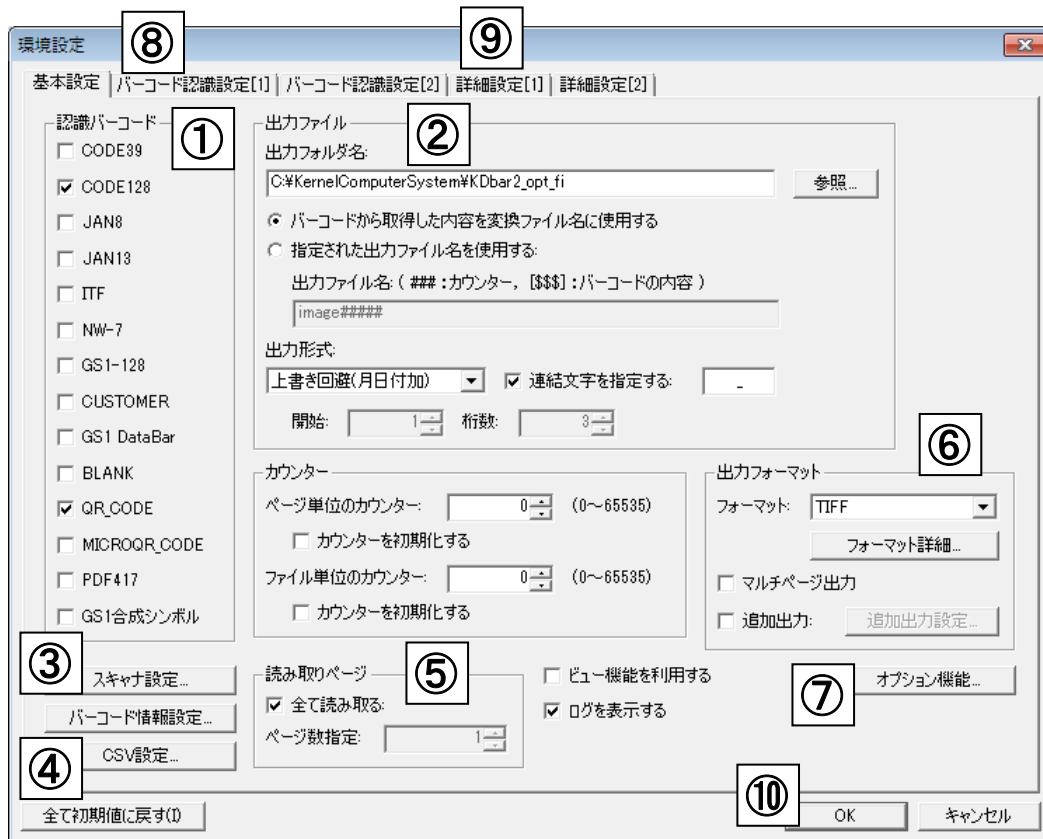 環境設定
⑧
⑨
基本設定 バーコード認識設定[1] バーコード認識設定[2] 詳細設定[1] 詳細設定[2]
認識バーコード
①
CODE39
CODE128
JAN8
JAN13
ITF
NW-7
GS1-128
CUSTOMER
GS1 DataBar
BLANK
QR_CODE
MICROQR_CODE
PDF417
GS1合成シンボル
③
スキャナ設定...
バーコード情報設定...
④
CSV設定...
全て初期値に戻す(I)
出力ファイル
②
出力フォルダ名:
C:¥KernelComputerSystem¥KDbar2_opt_fi
参照...
バーコードから取得した内容を変換ファイル名に使用する
指定された出力ファイル名を使用する:
出力ファイル名:( ### :カウンター, [$$$] :バーコードの内容 )
image#####
出力形式:
上書き回避(月日付加) 連結文字を指定する: _
開始: 1 桁数: 3
カウンター
ページ単位のカウンター: 0 (0~65535)
カウンターを初期化する
ファイル単位のカウンター: 0 (0~65535)
カウンターを初期化する
⑥
出力フォーマット
フォーマット: TIFF
フォーマット詳細...
マルチページ出力
追加出力: 追加出力設定...
読み取りページ
⑤
全て読み取る:
ページ数指定: 1
ビュー機能を利用する
ログを表示する
⑦
オプション機能...
⑩
OK
キャンセル